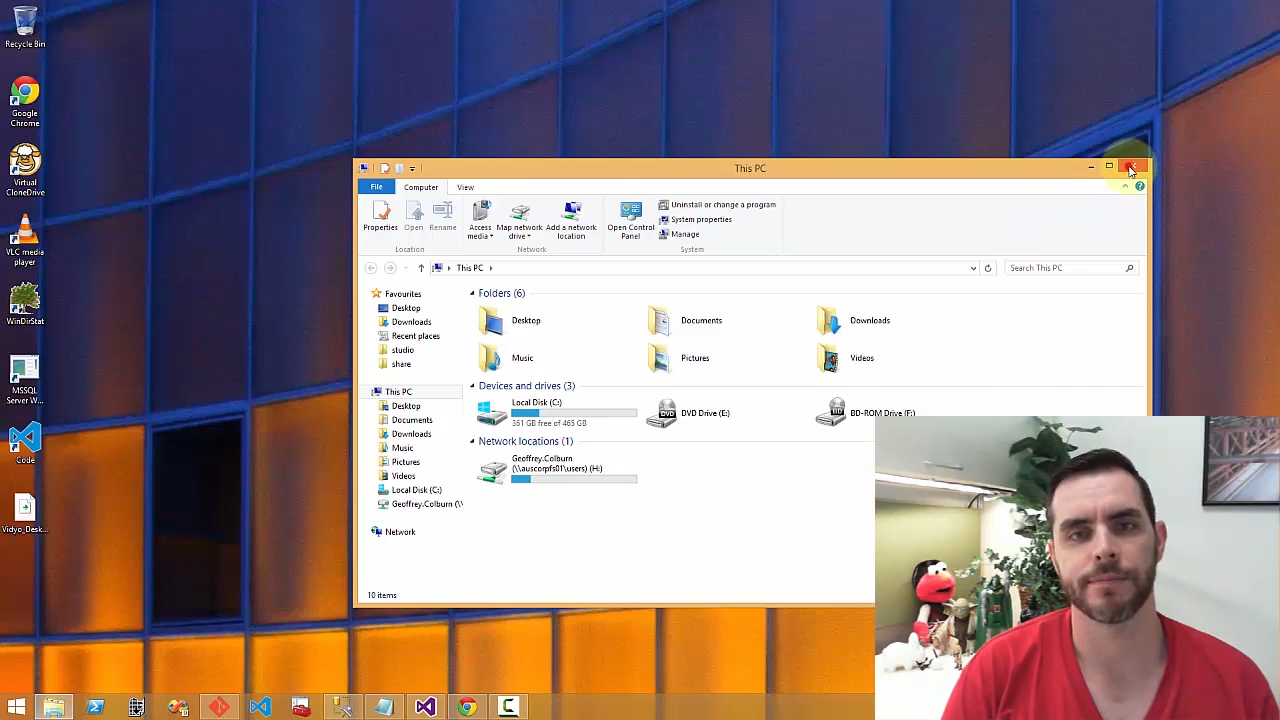 Recycle Bin
Google
Chrome
Virtual
CloneDrive
VLC media
player
WinDirStat
MSSQL
Server W...
Code
Vidyo_Desk...
This PC
File
Computer
View
Properties
Open
Rename
Location
Access
media
Map network
drive
Add a network
location
Network
Open Control
Panel
Uninstall or change a program
System properties
Manage
System
This PC
Search This PC
Favourites
Desktop
Downloads
Recent places
studio
share
This PC
Desktop
Documents
Downloads
Music
Pictures
Videos
Local Disk (C:)
Geoffrey.Colburn (\\
Network
Folders (6)
Desktop
Documents
Downloads
Music
Pictures
Videos
Devices and drives (3)
Local Disk (C:)
361 GB free of 465 GB
DVD
DVD Drive (E:)
BD
BD-ROM Drive (F:)
Network locations (1)
Geoffrey.Colburn
(\\auscorpfs01\users) (H:)
10 items